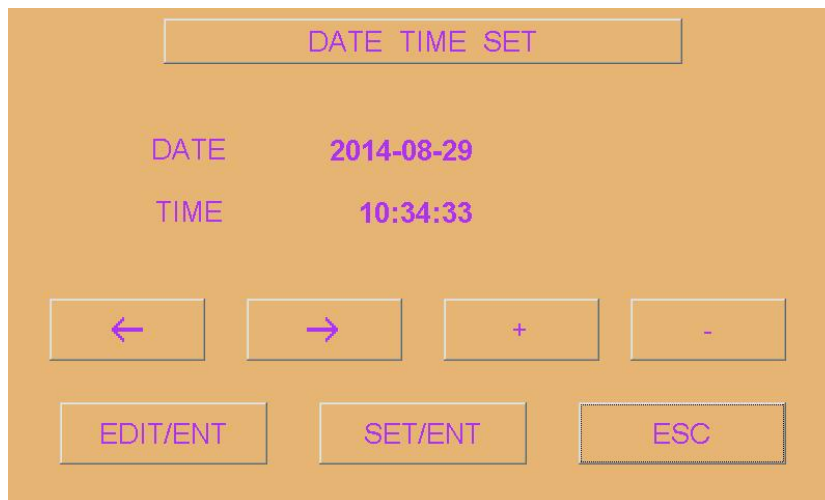 DATE TIME SET
DATE 2014-08-29
TIME 10:34:33
← → + -
EDIT/ENT SET/ENT ESC